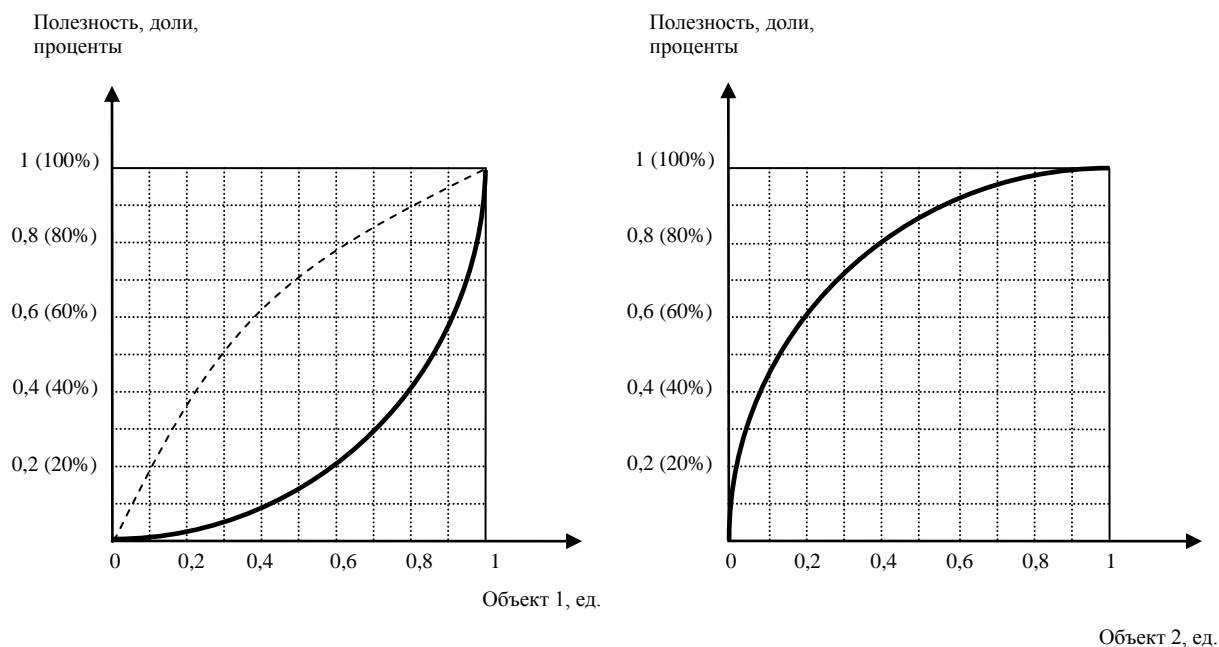 Полезность, доли,
проценты
1 (100%)
0,8 (80%)
0,6 (60%)
0,4 (40%)
0,2 (20%)
0 0,2 0,4 0,6 0,8 1
Объект 1, ед.
Полезность, доли,
проценты
1 (100%)
0,8 (80%)
0,6 (60%)
0,4 (40%)
0,2 (20%)
0 0,2 0,4 0,6 0,8 1
Объект 2, ед.